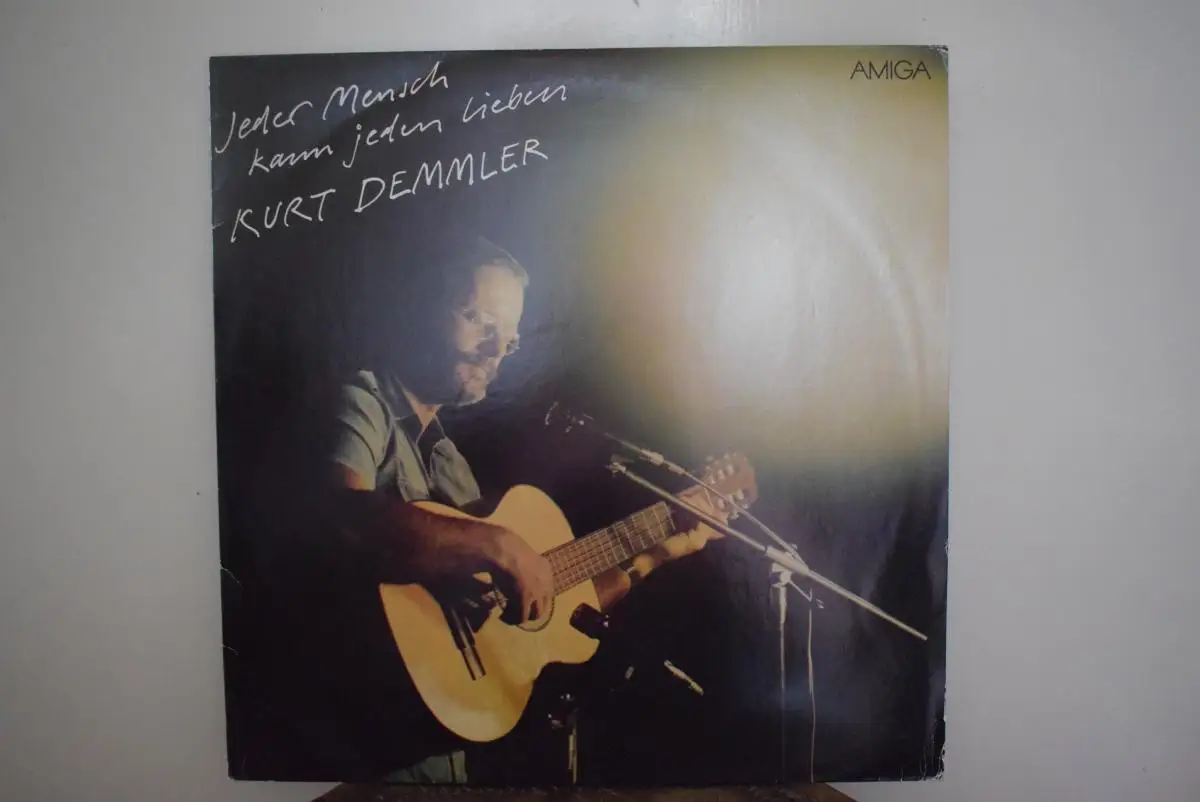 Jeder Mensch
kann jeden lieben
KURT DEMMLER
AMIGA